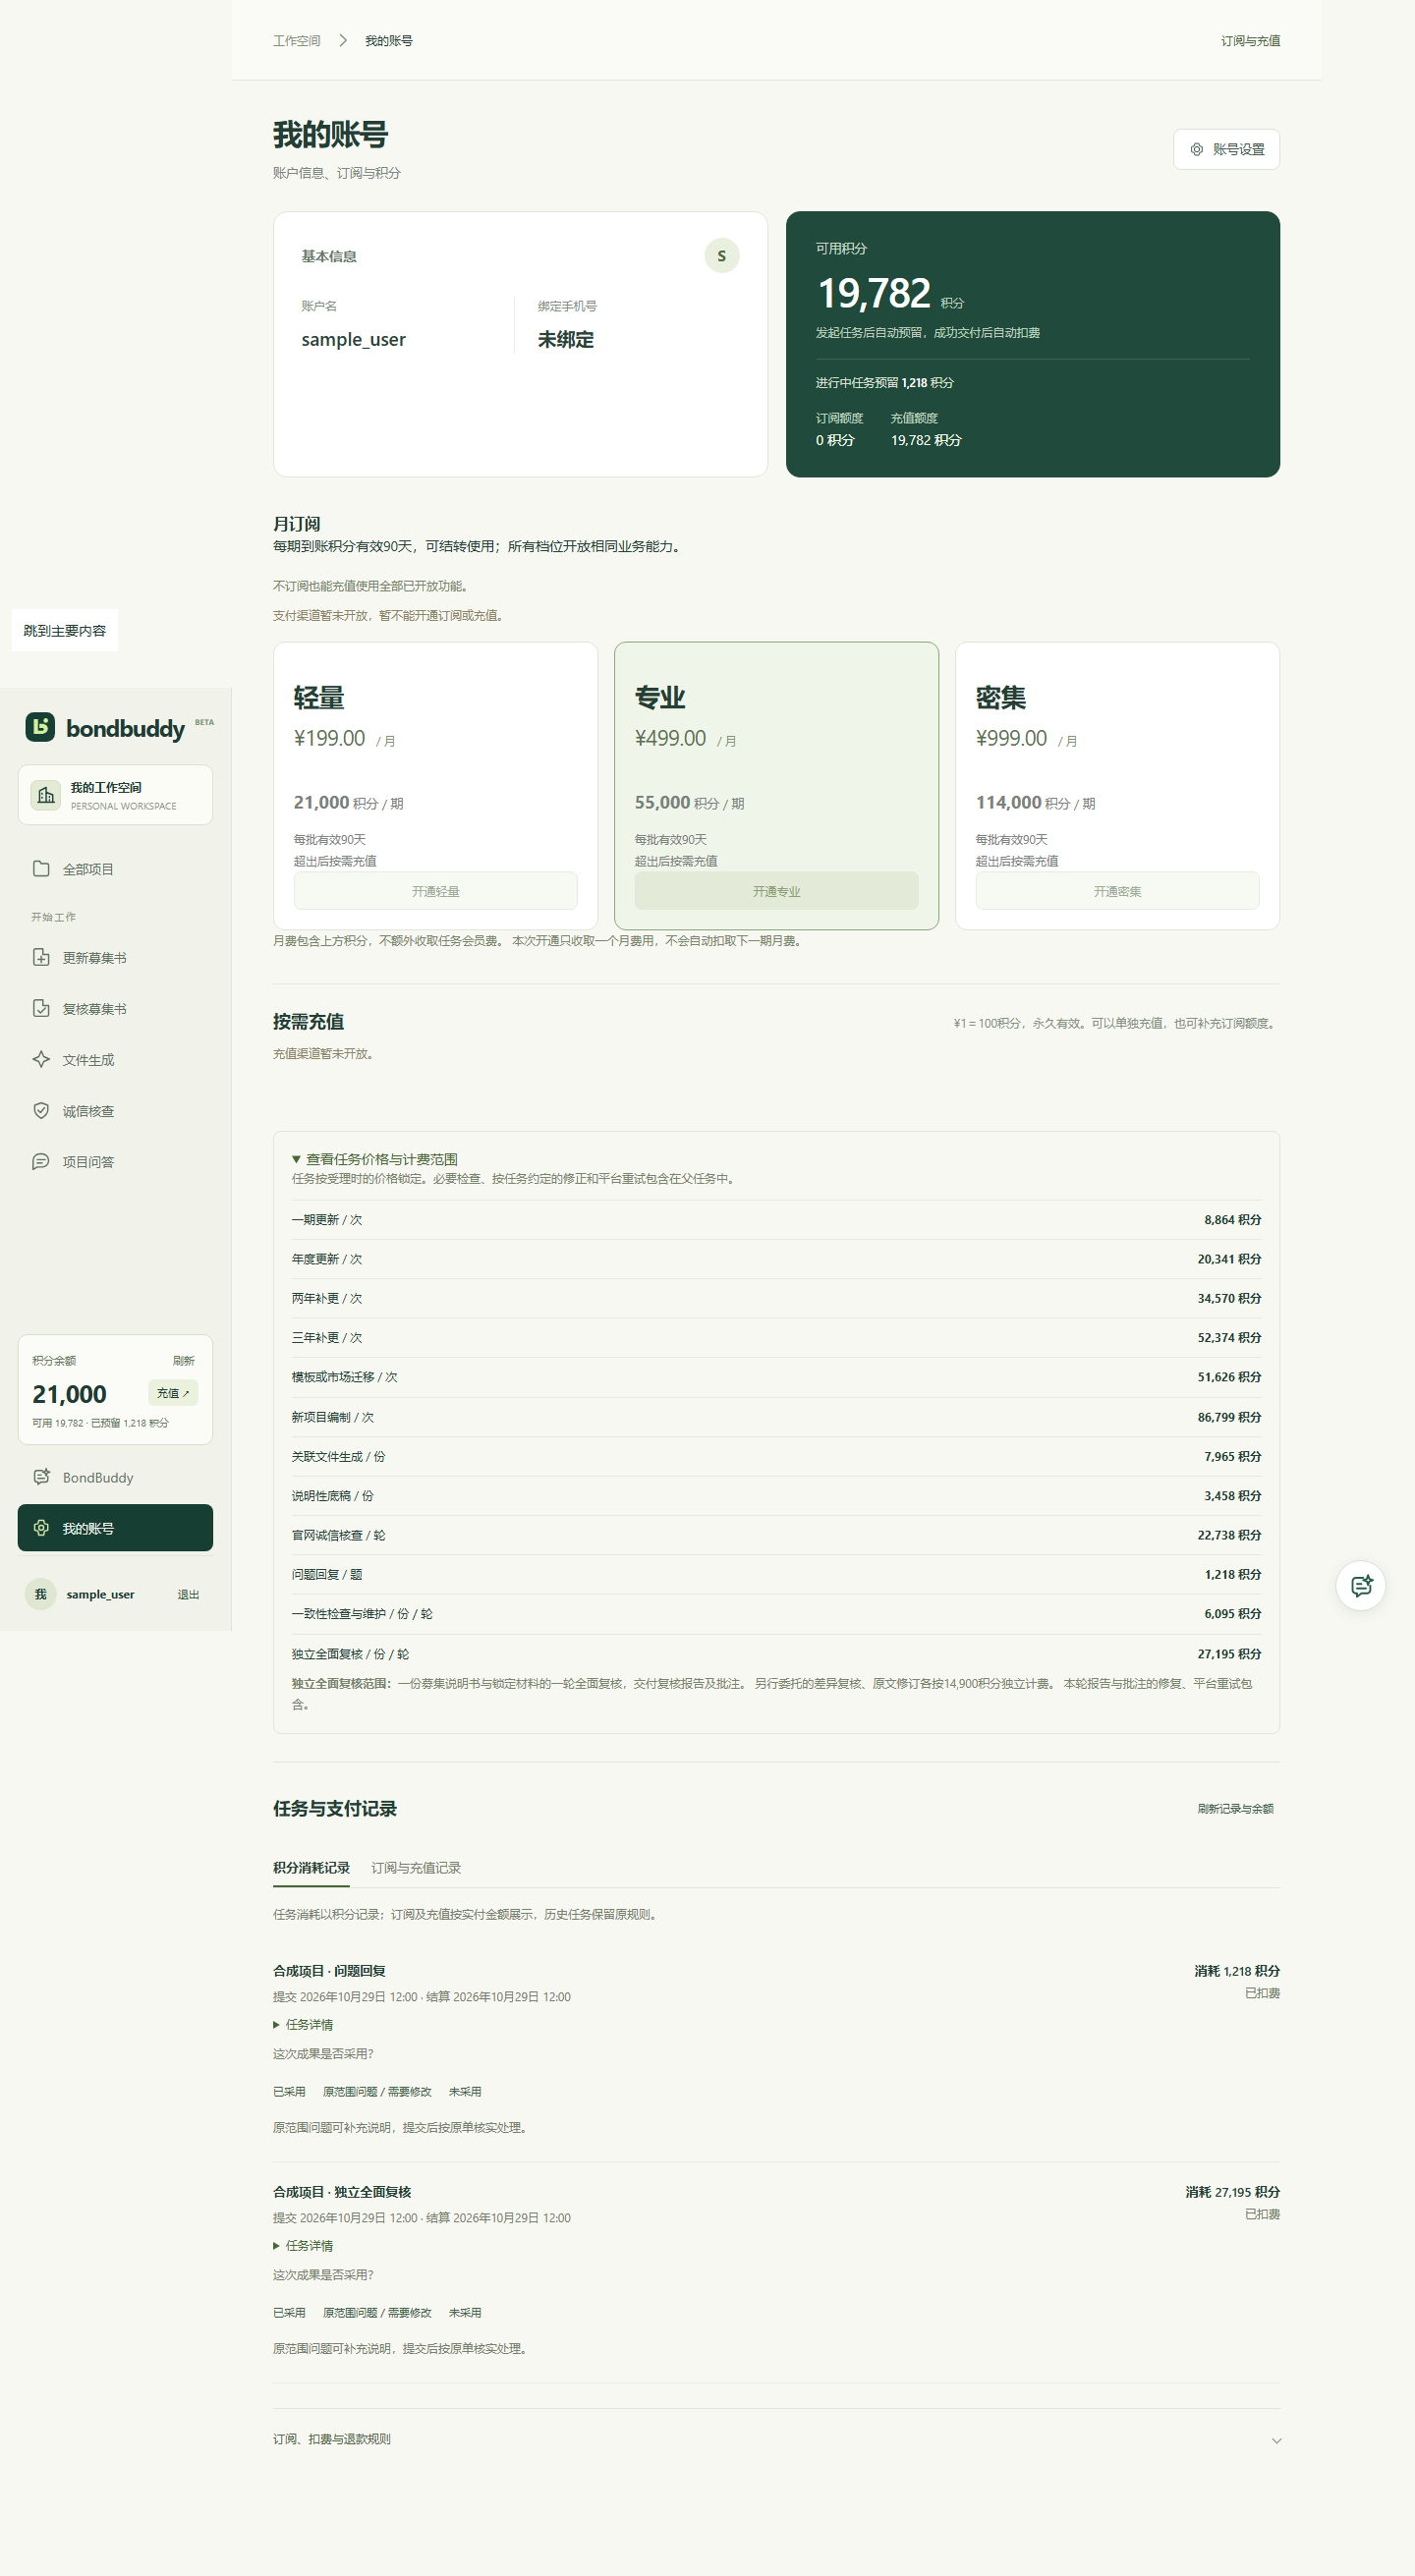 工作空间 > 我的账号
订阅与充值
我的账号
账户信息、订阅与积分
账号设置
基本信息
S
账户名
sample_user
绑定手机号
未绑定
可用积分
19,782 积分
发起任务后自动预留，成功交付后自动扣费
进行中任务预留 1,218 积分
订阅额度 充值额度
0 积分 19,782 积分
月订阅
每期到账积分有效90天，可结转使用；所有档位开放相同业务能力。
不订阅也能充值使用全部已开放功能。
支付渠道暂未开放，暂不能开通订阅或充值。
轻量
¥199.00 / 月
21,000 积分 / 期
每批有效90天
超出后按需充值
开通轻量
专业
¥499.00 / 月
55,000 积分 / 期
每批有效90天
超出后按需充值
开通专业
密集
¥999.00 / 月
114,000 积分 / 期
每批有效90天
超出后按需充值
开通密集
月费包含上方积分，不额外收取任务会员费。 本次开通只收取一个月费用，不会自动扣取下一期月费。
按需充值
¥1 = 100积分，永久有效。可以单独充值，也可补充订阅额度。
充值渠道暂未开放。
▼ 查看任务价格与计费范围
任务按受理时的价格锁定。必要检查、按任务约定的修正和平台重试包含在父任务中。
一期更新 / 次 8,864 积分
年度更新 / 次 20,341 积分
两年补更 / 次 34,570 积分
三年补更 / 次 52,374 积分
模板或市场迁移 / 次 51,626 积分
新项目编制 / 次 86,799 积分
关联文件生成 / 份 7,965 积分
说明性底稿 / 份 3,458 积分
官网诚信核查 / 轮 22,738 积分
问题回复 / 题 1,218 积分
一致性检查与维护 / 份 / 轮 6,095 积分
独立全面复核 / 份 / 轮 27,195 积分
独立全面复核范围：一份募集说明书与锁定材料的一轮全面复核，交付复核报告及批注。 另行委托的差异复核、原文修订各按14,900积分独立计费。 本轮报告与批注的修复、平台重试包
含。
任务与支付记录
刷新记录与余额
积分消耗记录 订阅与充值记录
任务消耗以积分记录；订阅及充值按实付金额展示，历史任务保留原规则。
合成项目 · 问题回复
消耗 1,218 积分
提交 2026年10月29日 12:00 · 结算 2026年10月29日 12:00
已扣费
▶ 任务详情
这次成果是否采用？
已采用 原范围问题 / 需要修改 未采用
原范围问题可补充说明，提交后按原单核实处理。
合成项目 · 独立全面复核
消耗 27,195 积分
提交 2026年10月29日 12:00 · 结算 2026年10月29日 12:00
已扣费
▶ 任务详情
这次成果是否采用？
已采用 原范围问题 / 需要修改 未采用
原范围问题可补充说明，提交后按原单核实处理。
订阅、扣费与退款规则
跳到主要内容
bondbuddy BETA
我的工作空间
PERSONAL WORKSPACE
全部项目
开始工作
更新募集书
复核募集书
文件生成
诚信核查
项目问答
积分余额 刷新
21,000 充值 ↗
可用 19,782 · 已预留 1,218 积分
BondBuddy
我的账号
我 sample_user 退出